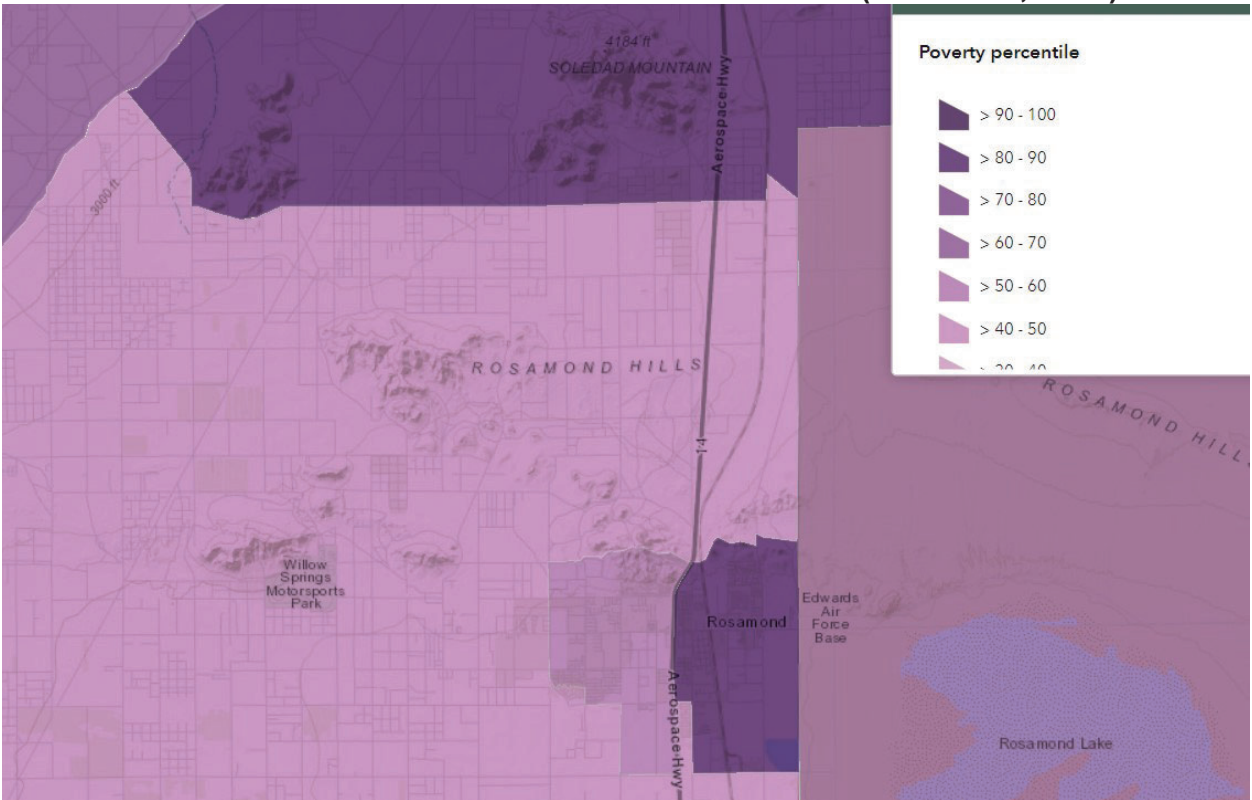 4184 ft
SOLEDAD MOUNTAIN
Aerospace Hwy
3000 ft
ROSAMOND HILLS
14
Willow
Springs
Motorsports
Park
Rosamond
Edwards
Air
Force
Base
Aerospace Hwy
ROSAMOND HILLS
Rosamond Lake
Poverty percentile
> 90 - 100
> 80 - 90
> 70 - 80
> 60 - 70
> 50 - 60
> 40 - 50